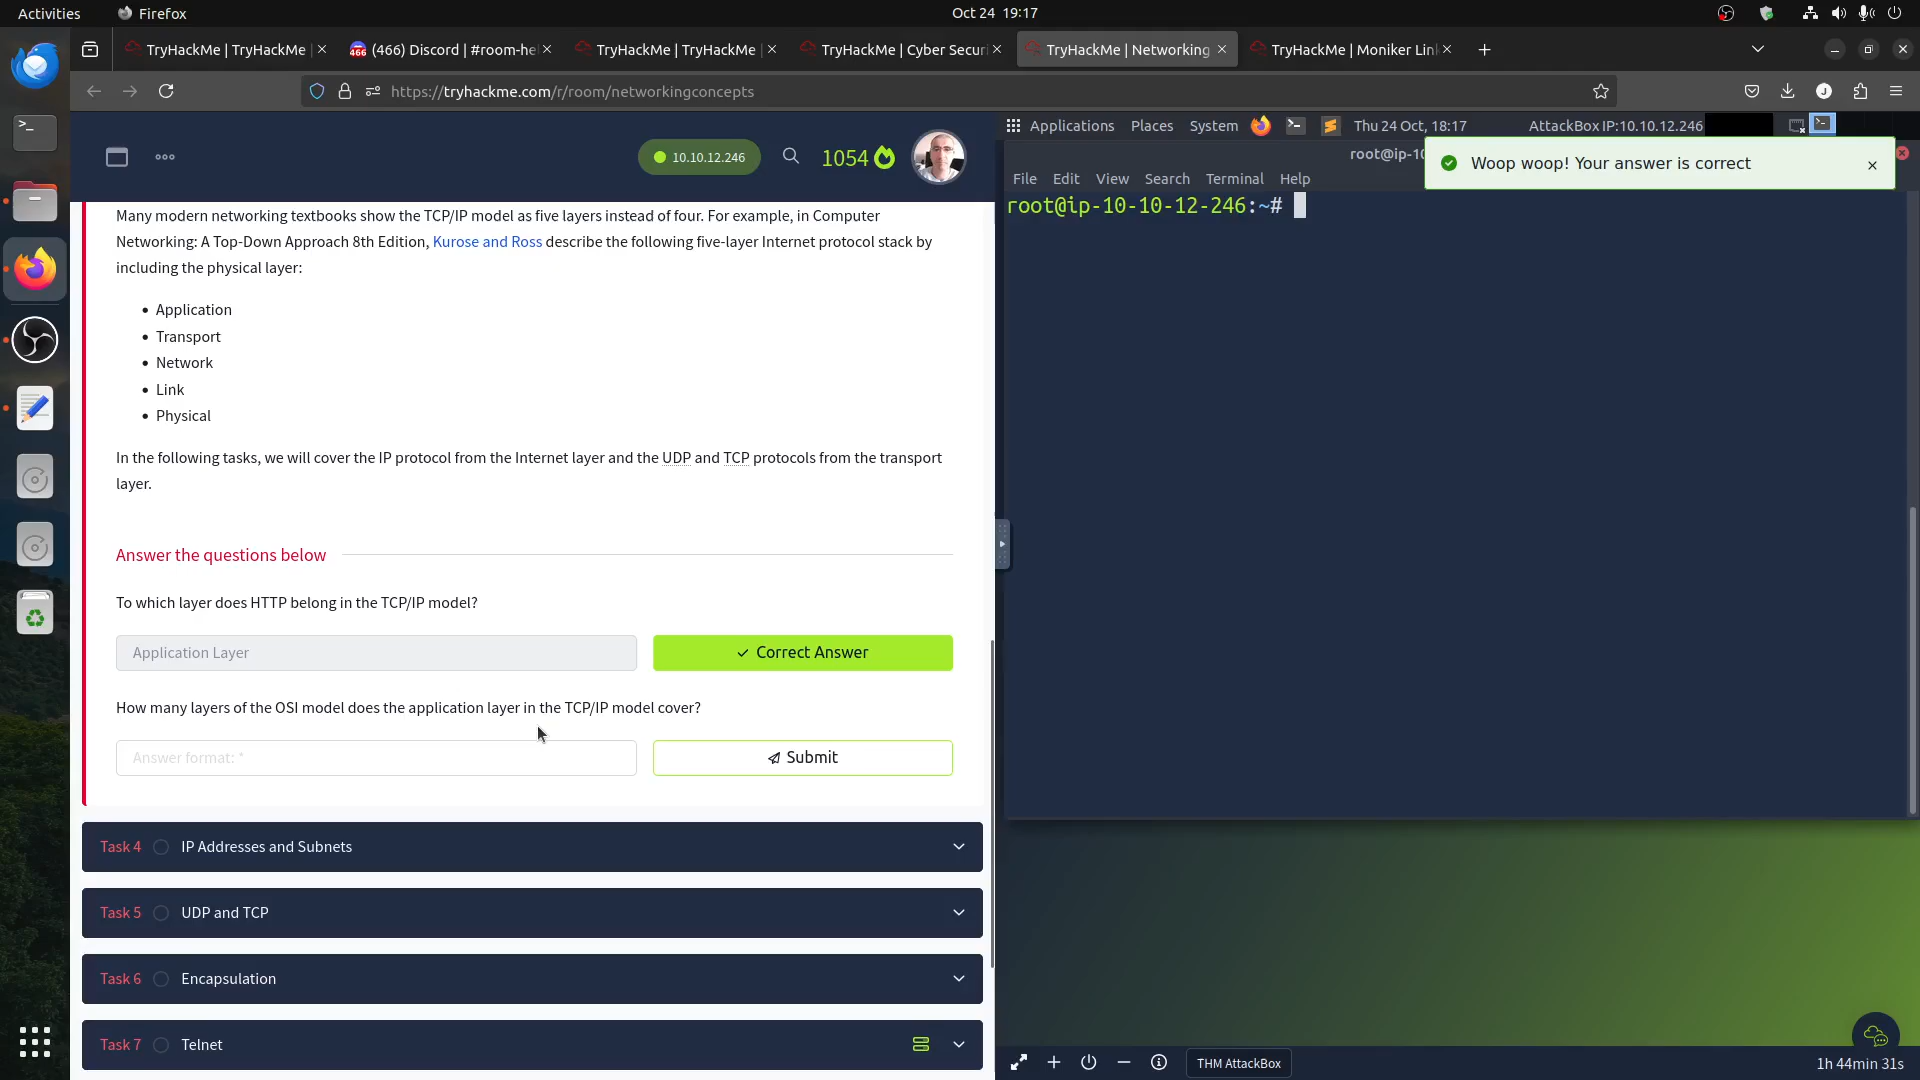 Activities
Firefox
Oct 24 19:17
TryHackMe | TryHackMe
(466) Discord | #room-he
TryHackMe | TryHackMe
TryHackMe | Cyber Securi
TryHackMe | Networking
TryHackMe | Moniker Link
https://tryhackme.com/r/room/networkingconcepts
Applications Places System Thu 24 Oct, 18:17 AttackBox IP:10.10.12.246
10.10.12.246
1054
root@ip-10
Woop woop! Your answer is correct
File Edit View Search Terminal Help
root@ip-10-10-12-246:~#
Many modern networking textbooks show the TCP/IP model as five layers instead of four. For example, in Computer
Networking: A Top-Down Approach 8th Edition, Kurose and Ross describe the following five-layer Internet protocol stack by
including the physical layer:
• Application
• Transport
• Network
• Link
• Physical
In the following tasks, we will cover the IP protocol from the Internet layer and the UDP and TCP protocols from the transport
layer.
Answer the questions below
To which layer does HTTP belong in the TCP/IP model?
Application Layer
Correct Answer
How many layers of the OSI model does the application layer in the TCP/IP model cover?
Answer format: *
Submit
Task 4 IP Addresses and Subnets
Task 5 UDP and TCP
Task 6 Encapsulation
Task 7 Telnet
THM AttackBox
1h 44min 31s